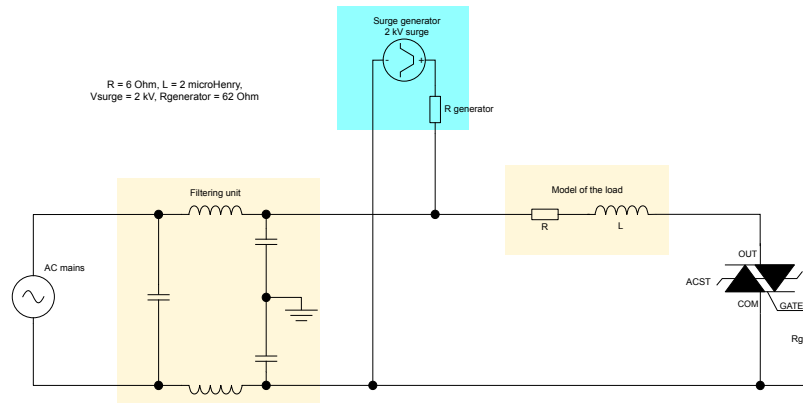 Surge generator
2 kV surge
- +
R = 6 Ohm, L = 2 microHenry,
Vsurge = 2 kV, Rgenerator = 62 Ohm
R generator
Filtering unit
Model of the load
R L
AC mains
OUT
ACST
COM
GATE
Rg